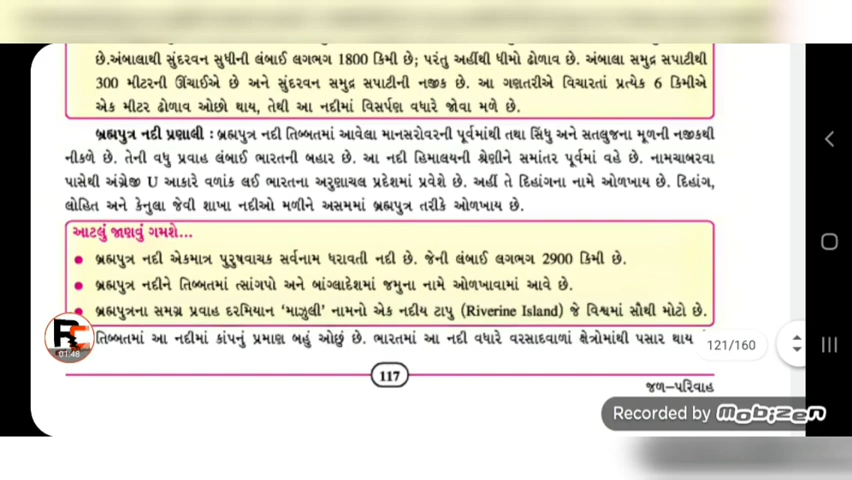 છે.અંબાલાથી સુંદરવન સુધીની લંબાઈ લગભગ 1800 કિમી છે; પરંતુ અહીંથી ધીમો ઢોળાવ છે. અંબાલા સમુદ્ર સપાટીથી
300 મીટરની ઊંચાઈએ છે અને સુંદરવન સમુદ્ર સપાટીની નજીક છે. આ ગણતરીએ વિચારતાં પ્રત્યેક 6 કિમીએ
એક મીટર ઢોળાવ ઓછો થાય, તેથી આ નદીમાં વિસર્પણ વધારે જોવા મળે છે.
બ્રહ્મપુત્ર નદી પ્રણાલી : બ્રહ્મપુત્ર નદી તિબ્બતમાં આવેલા માનસરોવરની પૂર્વમાંથી તથા સિંધુ અને સતલુજના મૂળની નજીકથી
નીકળે છે. તેની વધુ પ્રવાહ લંબાઈ ભારતની બહાર છે. આ નદી હિમાલયની શ્રેણીને સમાંતર પૂર્વમાં વહે છે. નામચાબરવા
પાસેથી અંગ્રેજી U આકારે વળાંક લઈ ભારતના અરુણાચલ પ્રદેશમાં પ્રવેશે છે. અહીં તે દિહાંગના નામે ઓળખાય છે. દિહાંગ,
લોહિત અને કેનુલા જેવી શાખા નદીઓ મળીને અસમમાં બ્રહ્મપુત્ર તરીકે ઓળખાય છે.
આટલું જાણવું ગમશે...
• બ્રહ્મપુત્ર નદી એકમાત્ર પુરુષવાચક સર્વનામ ધરાવતી નદી છે. જેની લંબાઈ લગભગ 2900 કિમી છે.
• બ્રહ્મપુત્ર નદીને તિબ્બતમાં ત્સાંગપો અને બાંગ્લાદેશમાં જમુના નામે ઓળખવામાં આવે છે.
• બ્રહ્મપુત્રના સમગ્ર પ્રવાહ દરમિયાન ‘માઝુલી’ નામનો એક નદીય ટાપુ (Riverine Island) જે વિશ્વમાં સૌથી મોટો છે.
તિબ્બતમાં આ નદીમાં કાંપનું પ્રમાણ બહું ઓછું છે. ભારતમાં આ નદી વધારે વરસાદવાળાં ક્ષેત્રોમાંથી પસાર થાય
01:48
121/160
117
જળ-પરિવાહ
Recorded by Mobizen